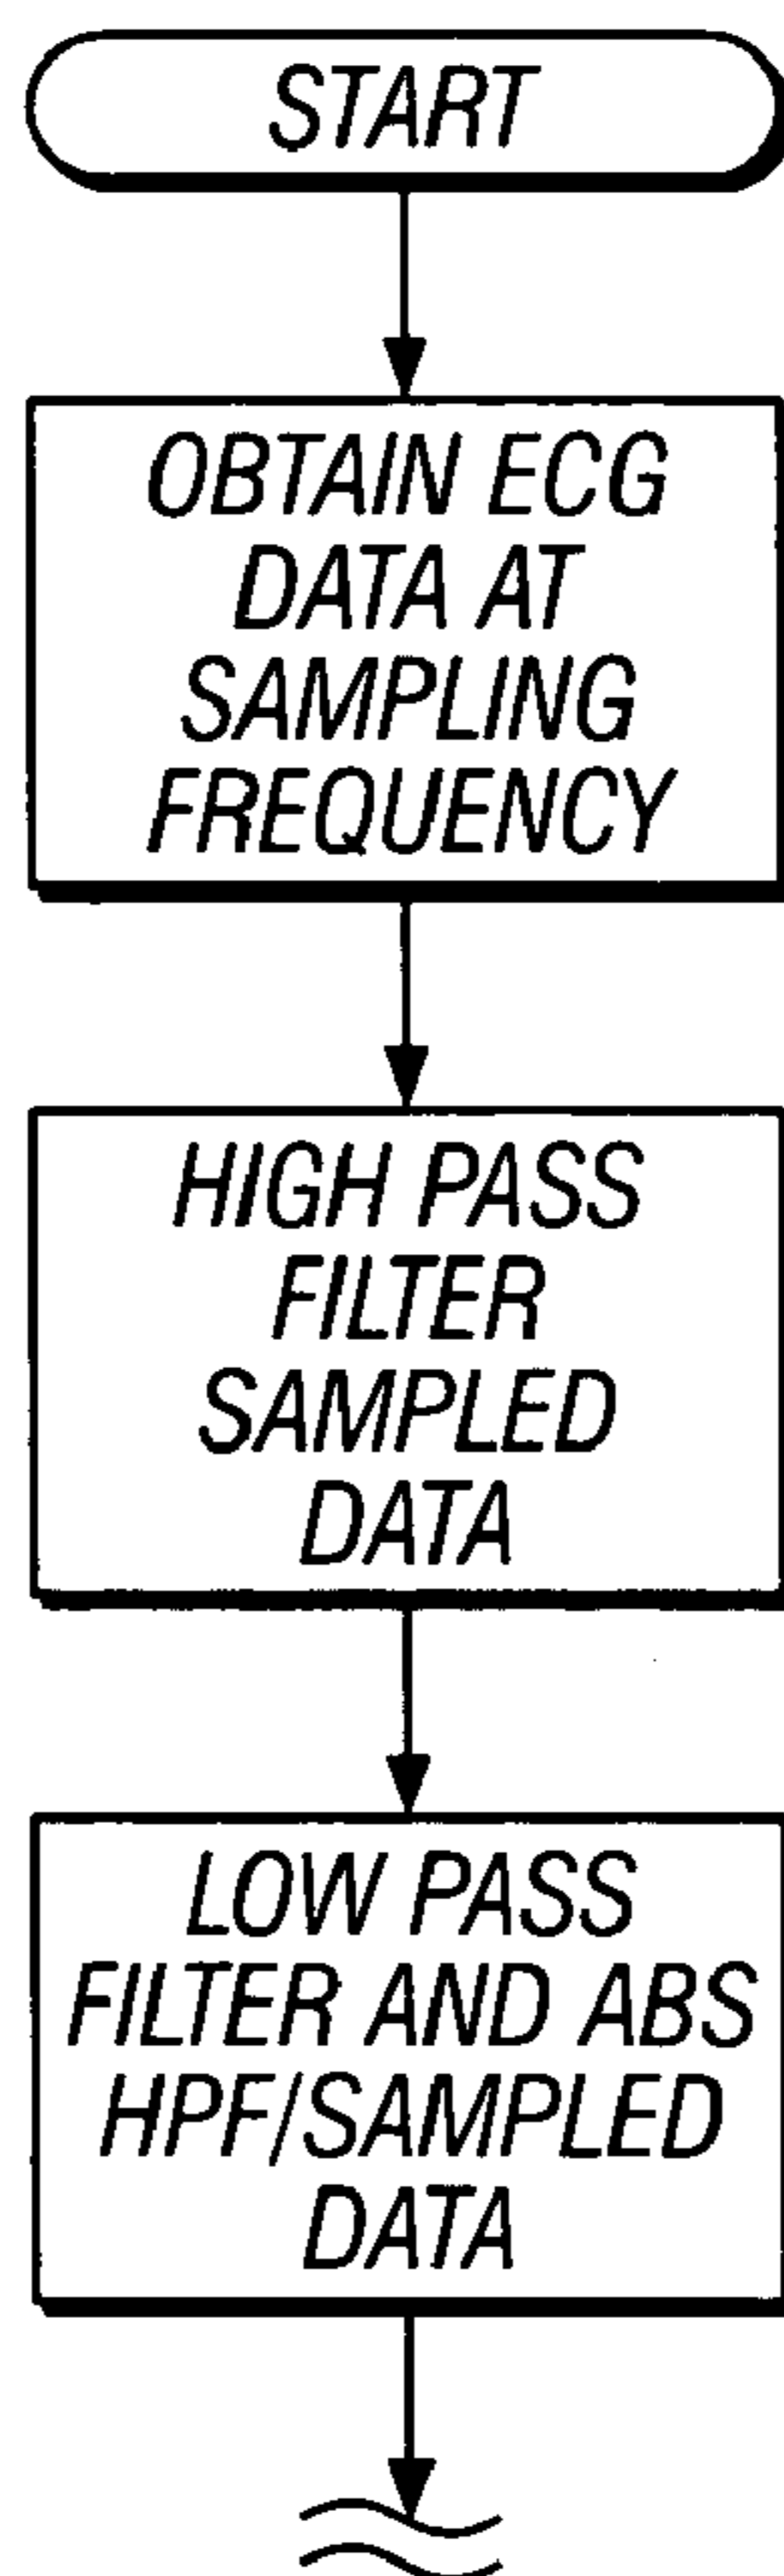 START
OBTAIN ECG
DATA AT
SAMPLING
FREQUENCY
HIGH PASS
FILTER
SAMPLED
DATA
LOW PASS
FILTER AND ABS
HPF/SAMPLED
DATA